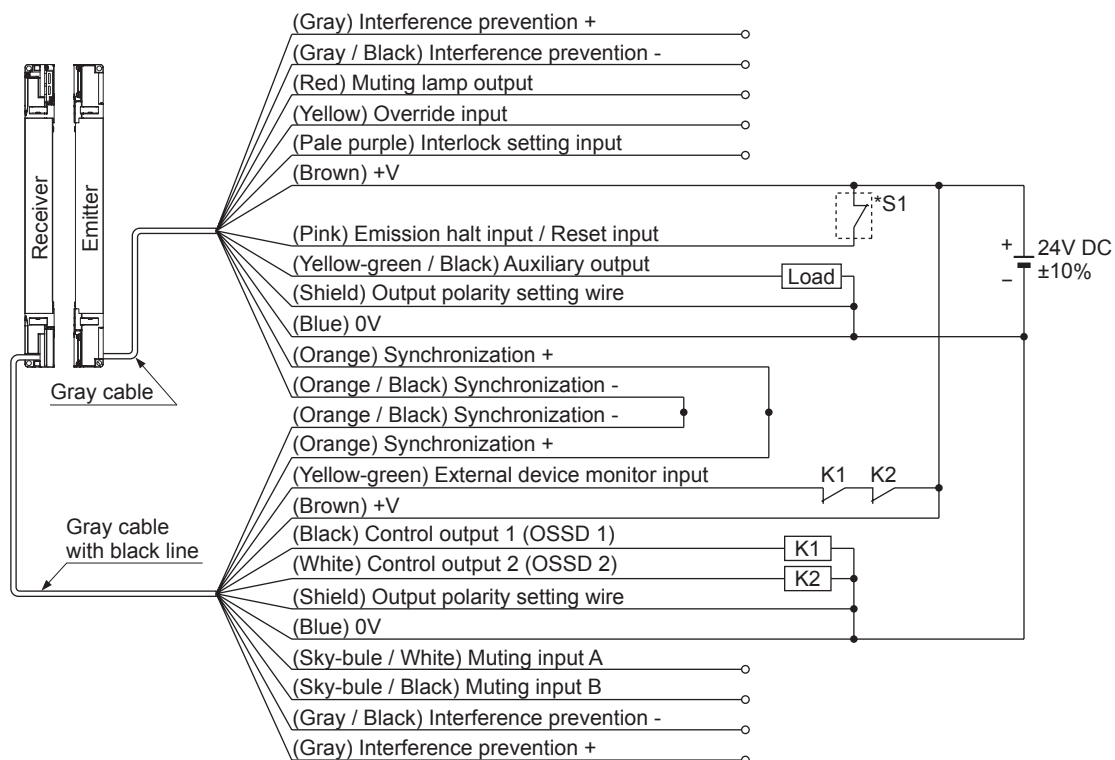 (Gray) Interference prevention +
(Gray / Black) Interference prevention -
(Red) Muting lamp output
(Yellow) Override input
(Pale purple) Interlock setting input
(Brown) +V
*S1
(Pink) Emission halt input / Reset input
(Yellow-green / Black) Auxiliary output
Load
+
−
24V DC
±10%
(Shield) Output polarity setting wire
(Blue) 0V
Receiver
Emitter
Gray cable
(Orange) Synchronization +
(Orange / Black) Synchronization -
(Orange / Black) Synchronization -
(Orange) Synchronization +
(Yellow-green) External device monitor input
K1
K2
(Brown) +V
Gray cable
with black line
(Black) Control output 1 (OSSD 1)
K1
(White) Control output 2 (OSSD 2)
K2
(Shield) Output polarity setting wire
(Blue) 0V
(Sky-bule / White) Muting input A
(Sky-bule / Black) Muting input B
(Gray / Black) Interference prevention -
(Gray) Interference prevention +